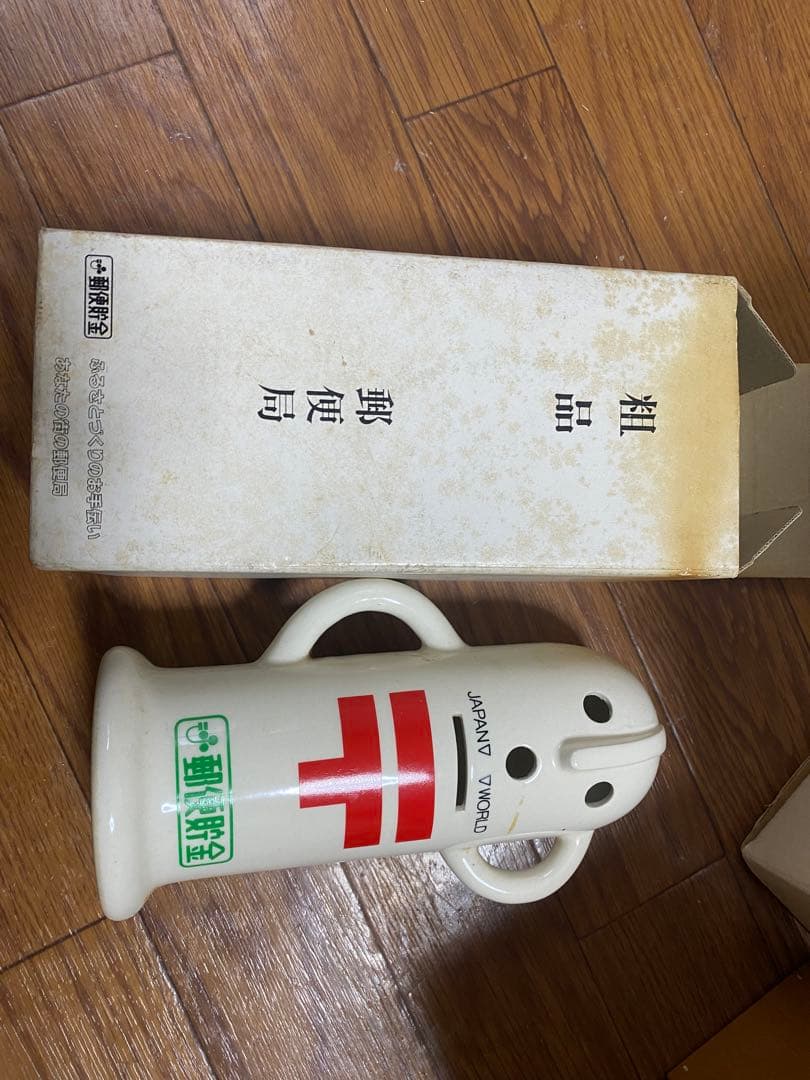 粗品
郵便局
郵便貯金
ふるさとづくりのお手伝い
あなたの街の郵便局
JAPAN▽ ▽WORLD
〒
郵便貯金